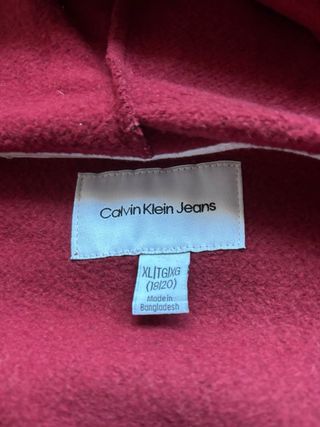 Calvin Klein Jeans
XL|TG|XG
(18/20)
Made in
Bangladesh